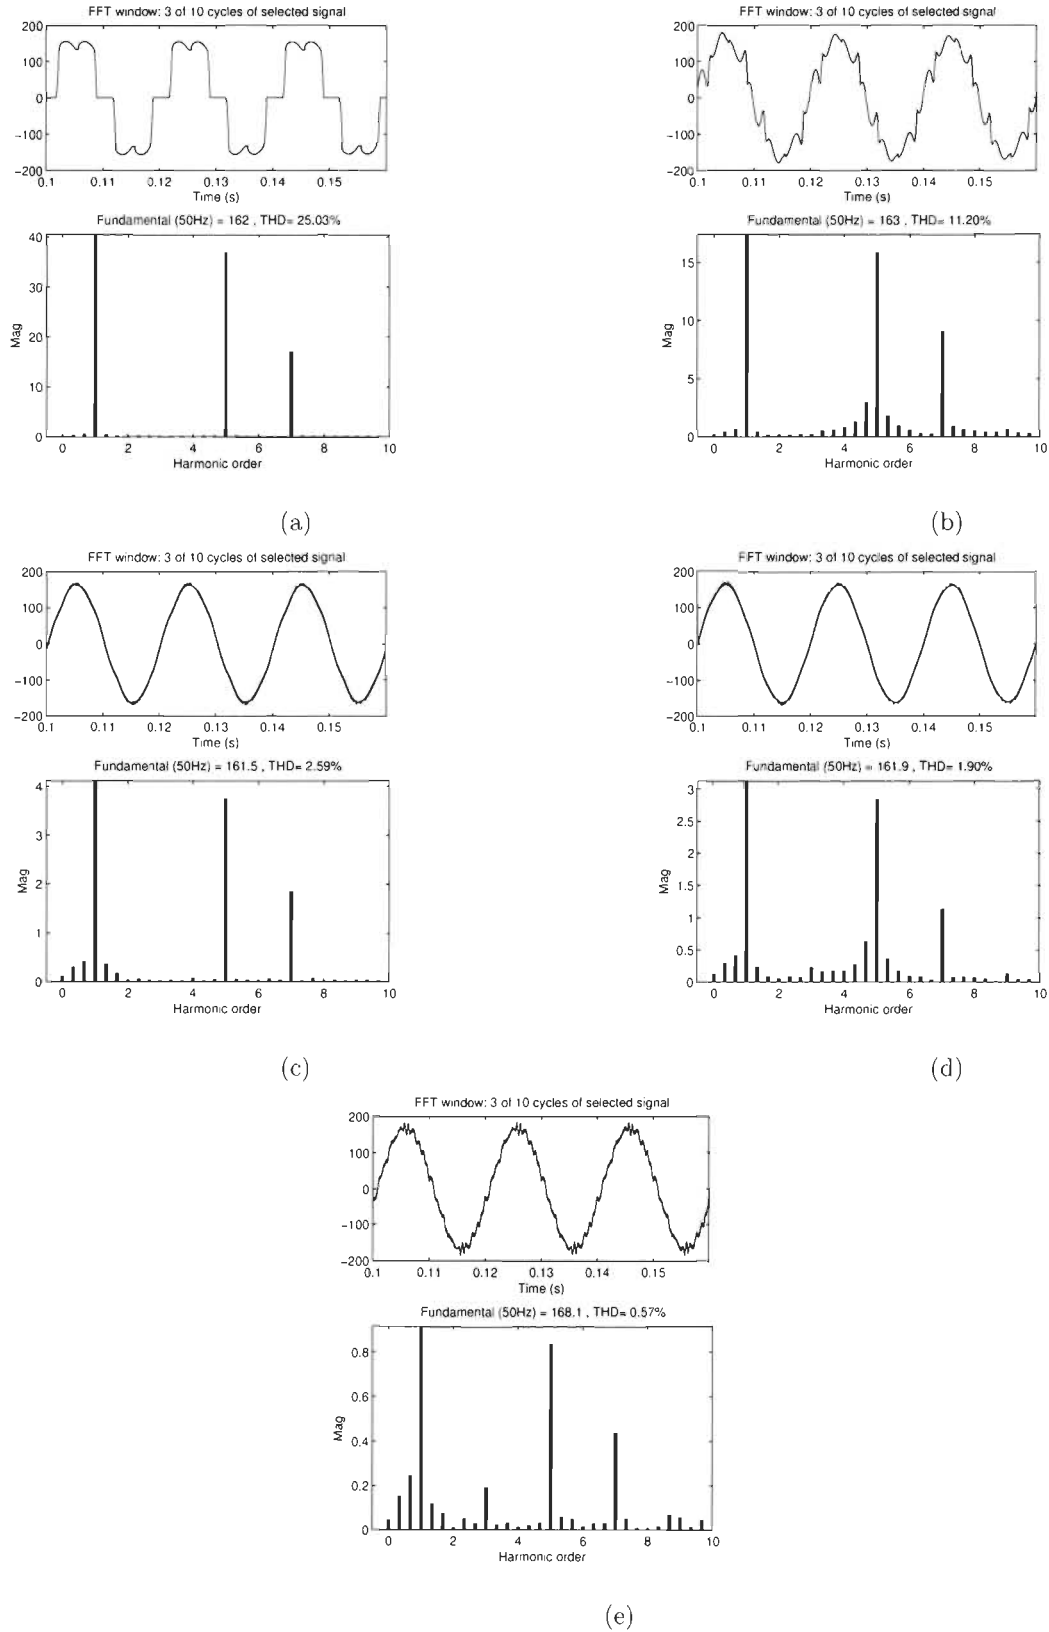 FFT window: 3 of 10 cycles of selected signal
200
100
0
−100
−200
0.1 0.11 0.12 0.13 0.14 0.15
Time (s)
Fundamental (50Hz) = 162 , THD= 25.03%
40
30
20
10
0
Mag
0 2 4 6 8 10
Harmonic order
(a)
FFT window: 3 of 10 cycles of selected signal
200
100
0
−100
−200
0.1 0.11 0.12 0.13 0.14 0.15
Time (s)
Fundamental (50Hz) = 163 , THD= 11.20%
15
10
5
0
Mag
0 2 4 6 8 10
Harmonic order
(b)
FFT window: 3 of 10 cycles of selected signal
200
100
0
−100
−200
0.1 0.11 0.12 0.13 0.14 0.15
Time (s)
Fundamental (50Hz) = 161.5 , THD= 2.59%
4
3
2
1
0
Mag
0 2 4 6 8 10
Harmonic order
(c)
FFT window: 3 of 10 cycles of selected signal
200
100
0
−100
−200
0.1 0.11 0.12 0.13 0.14 0.15
Time (s)
Fundamental (50Hz) = 161.9 , THD= 1.90%
3
2.5
2
1.5
1
0.5
0
Mag
0 2 4 6 8 10
Harmonic order
(d)
FFT window: 3 of 10 cycles of selected signal
200
100
0
−100
−200
0.1 0.11 0.12 0.13 0.14 0.15
Time (s)
Fundamental (50Hz) = 168.1 , THD= 0.57%
0.8
0.6
0.4
0.2
0
Mag
0 2 4 6 8 10
Harmonic order
(e)